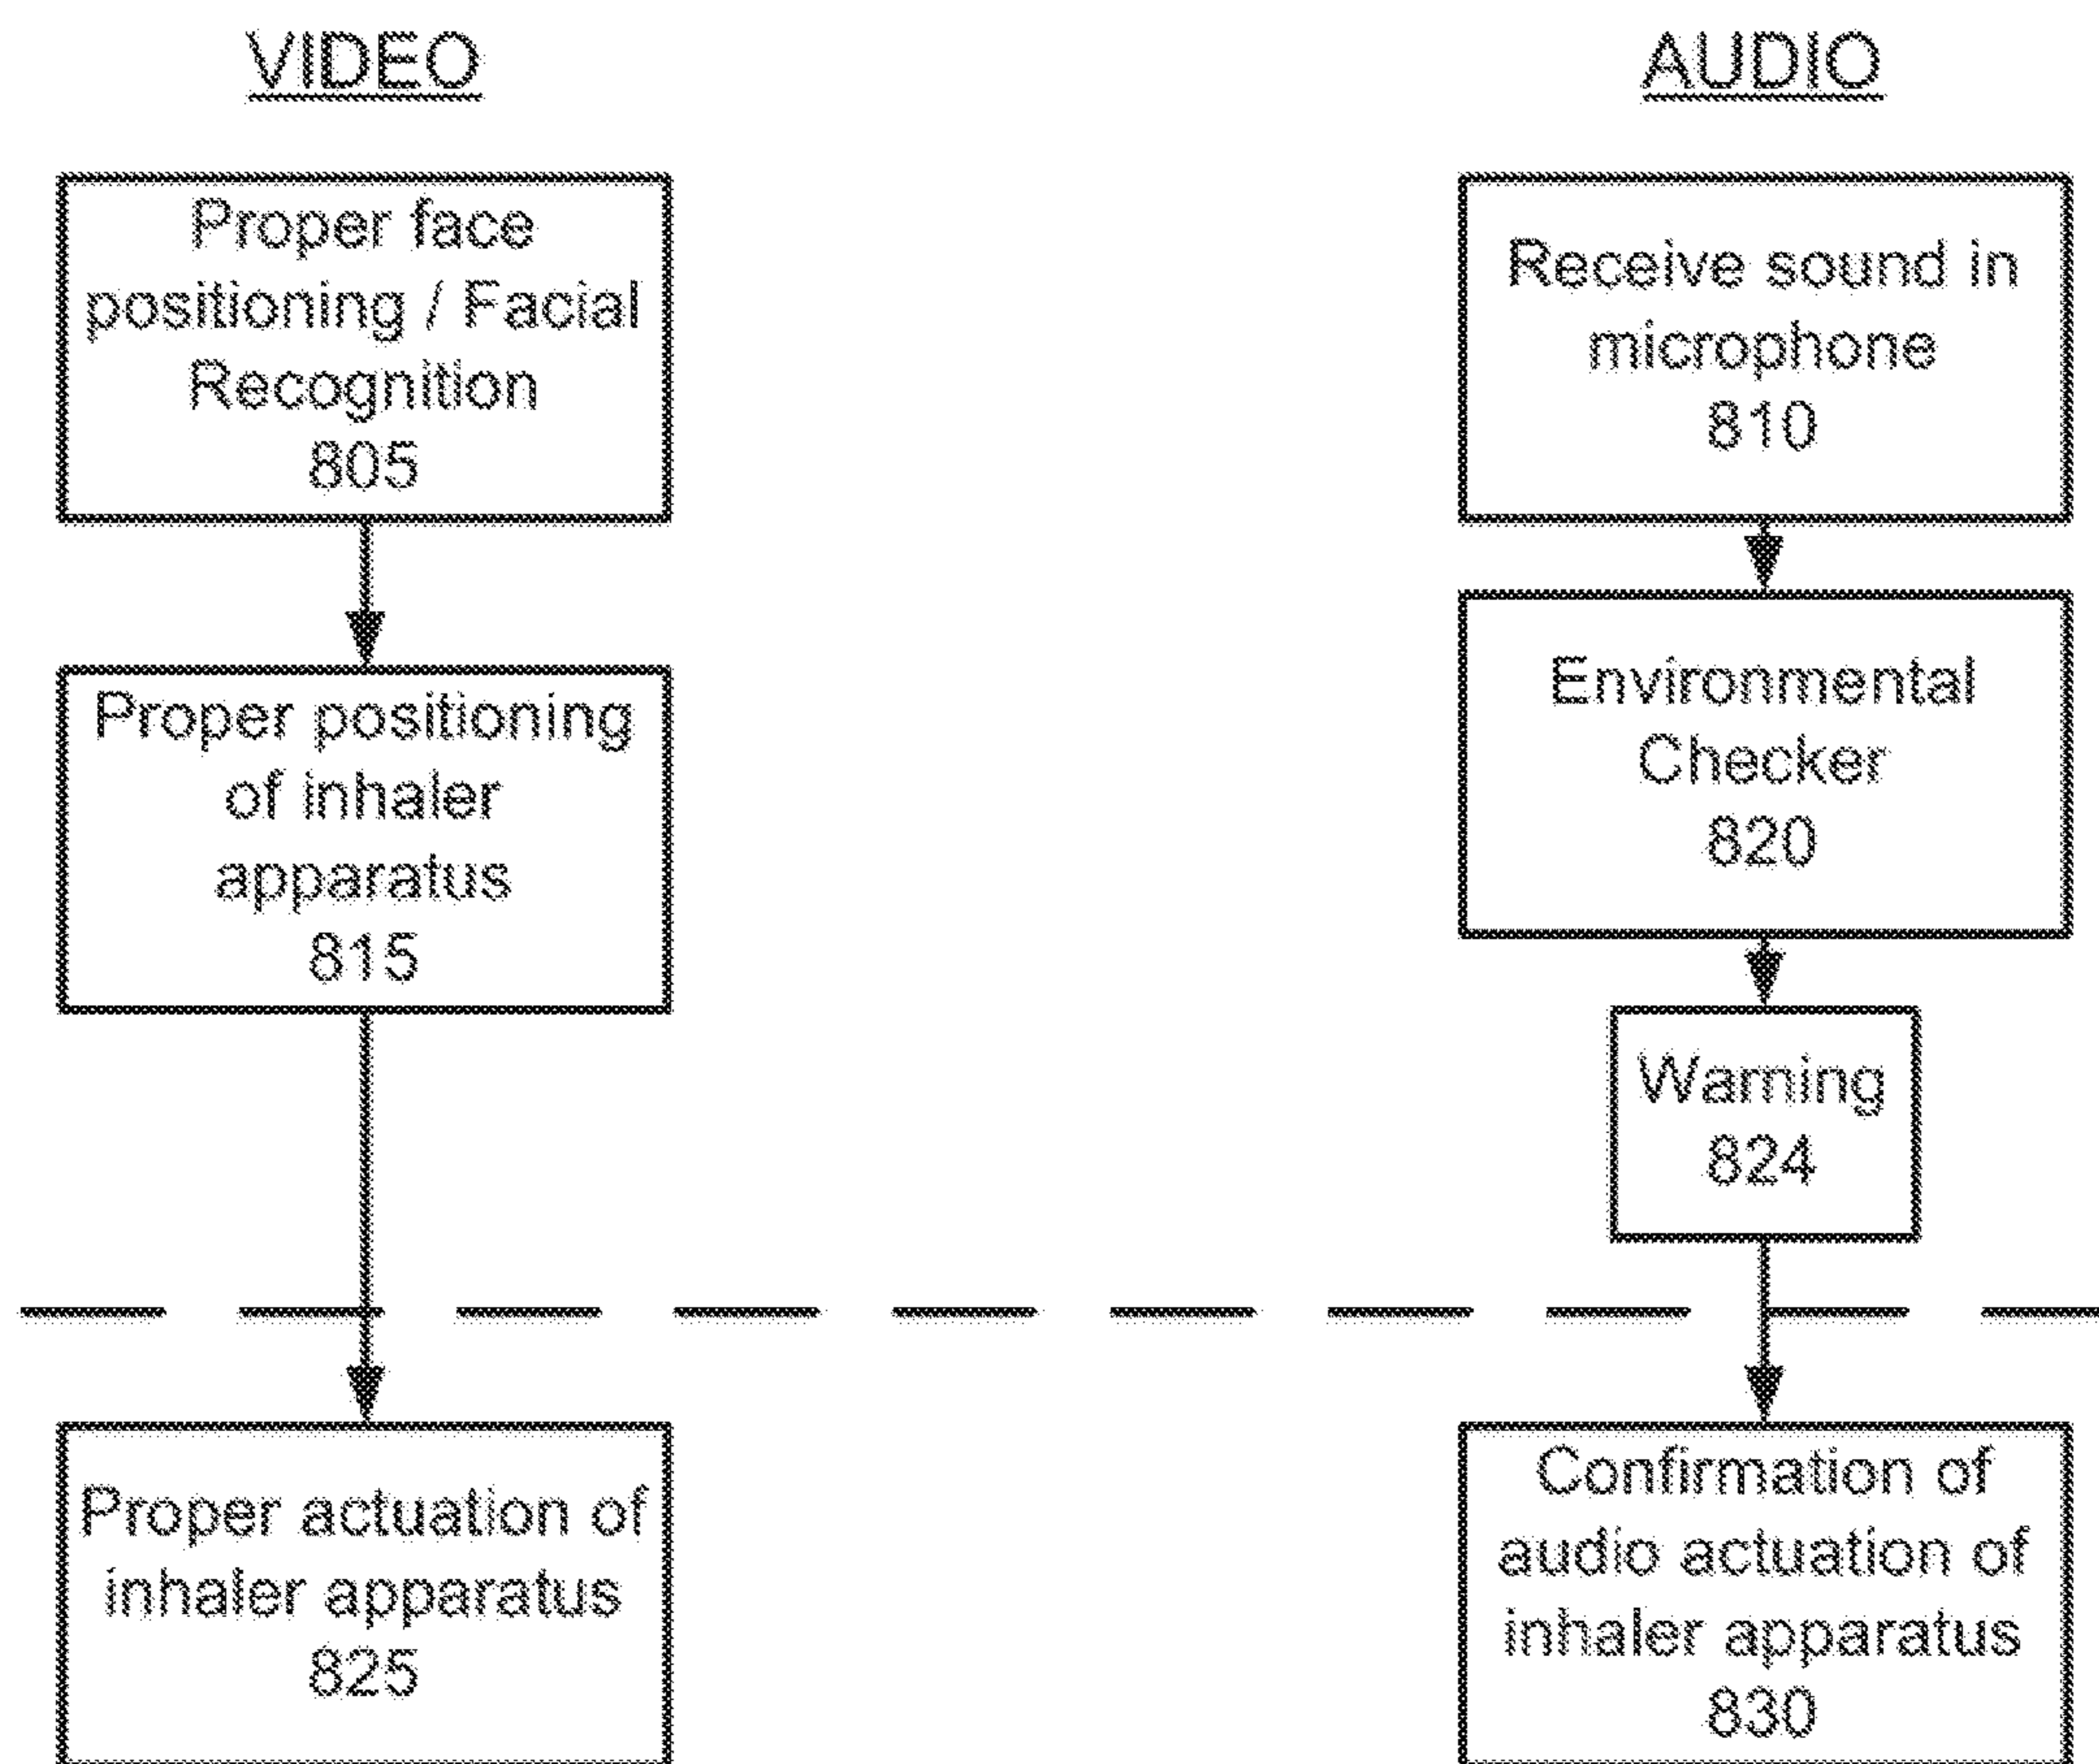 VIDEO
AUDIO
Proper face
positioning / Facial
Recognition
805
Receive sound in
microphone
810
Proper positioning
of inhaler
apparatus
815
Environmental
Checker
820
Warning
824
Proper actuation of
inhaler apparatus
825
Confirmation of
audio actuation of
inhaler apparatus
830